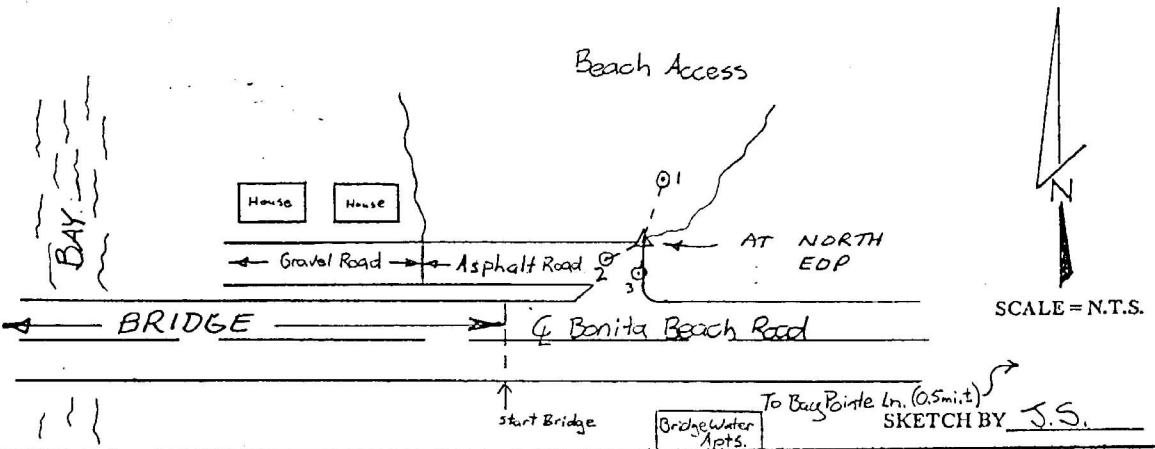 Beach Access
1
House
House
N
BAY
AT NORTH
EOP
Gravel Road
Asphalt Road
2
3
SCALE = N.T.S.
BRIDGE
℄ Bonita Beach Road
To Bay Pointe Ln. (0.5mi.±)
start Bridge
BridgeWater
Apts.
SKETCH BY J.S.